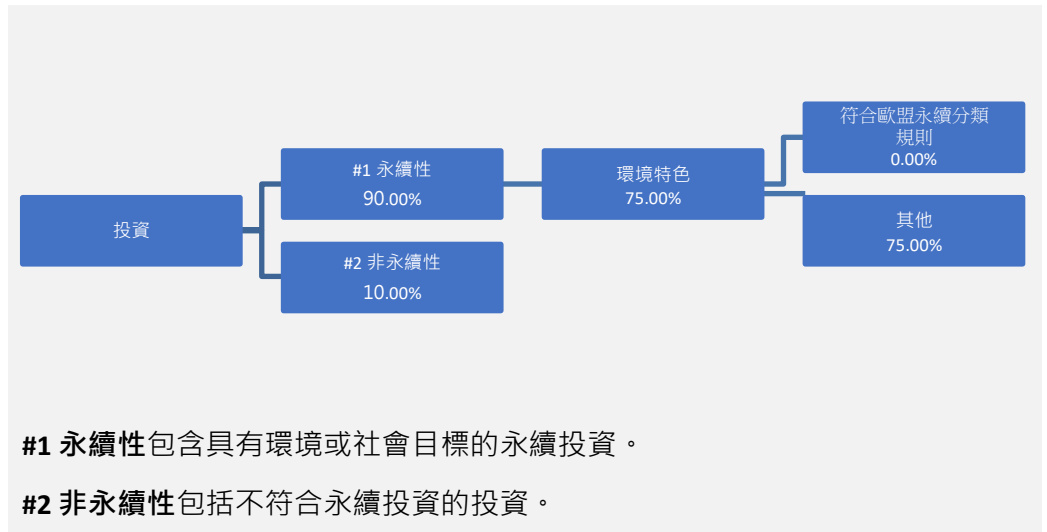 投資
#1 永續性
90.00%
#2 非永續性
10.00%
環境特色
75.00%
符合歐盟永續分類
規則
0.00%
其他
75.00%
#1 永續性包含具有環境或社會目標的永續投資。
#2 非永續性包括不符合永續投資的投資。